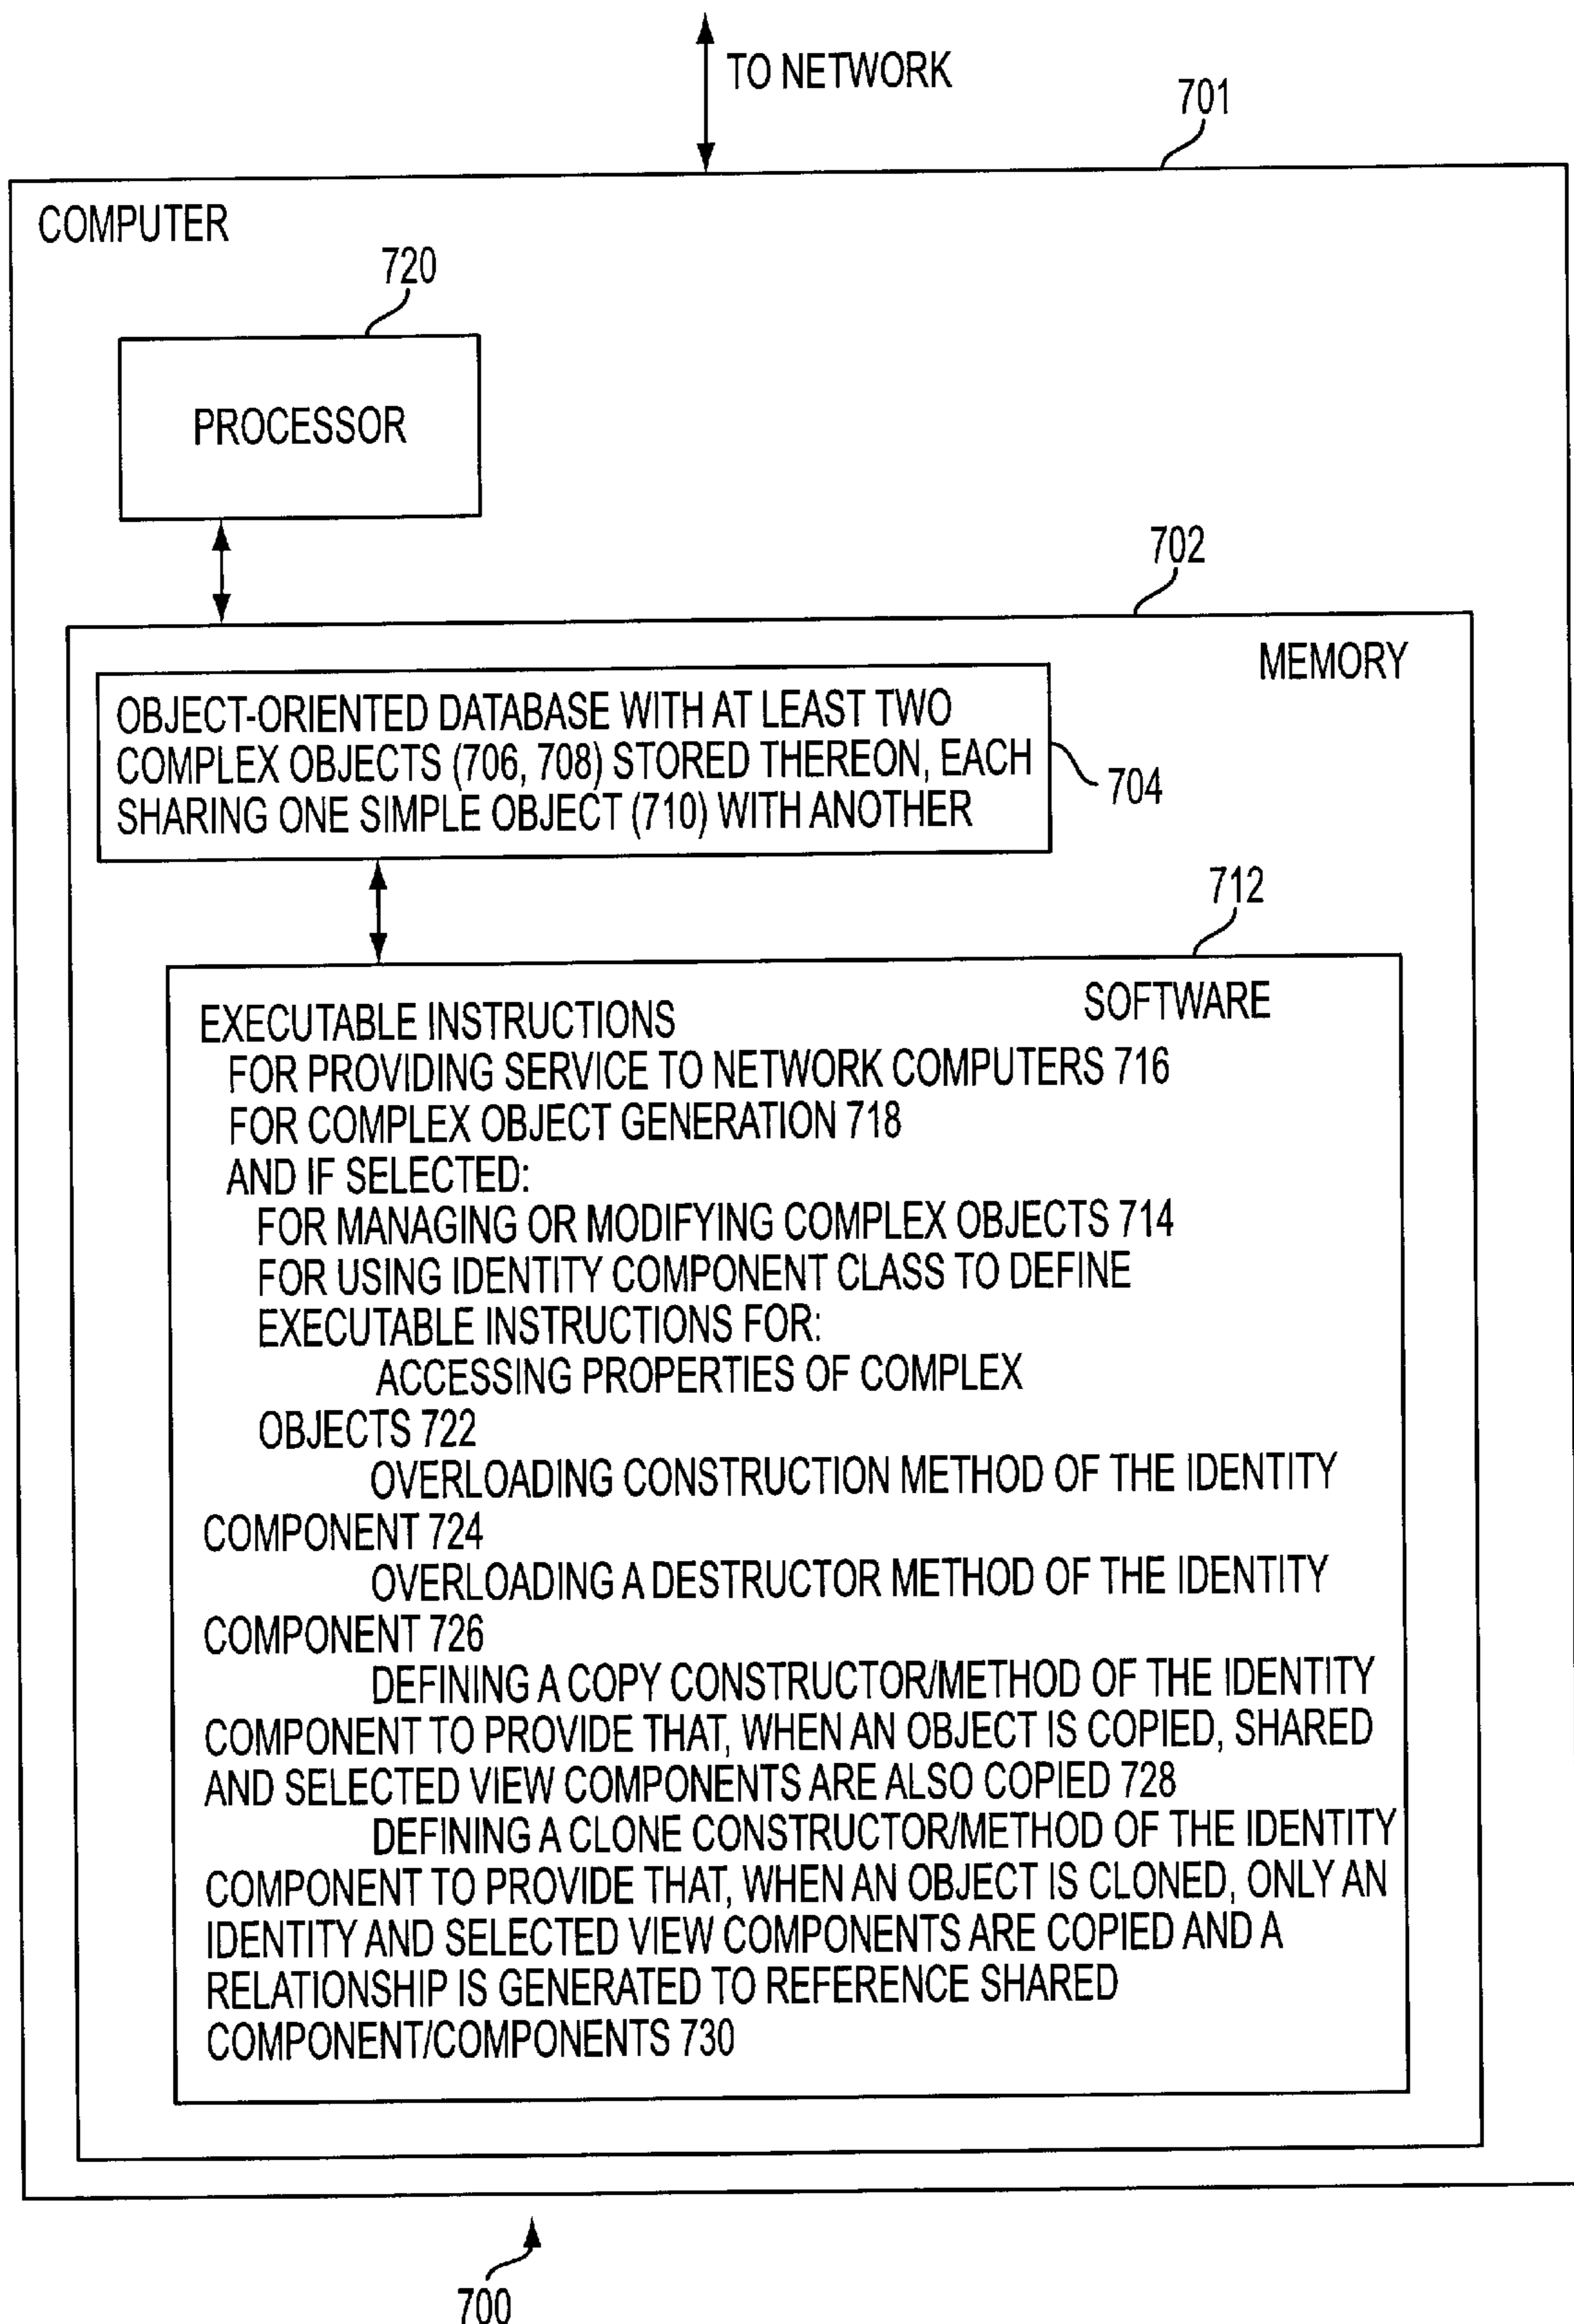 TO NETWORK
701
COMPUTER
720
PROCESSOR
702
MEMORY
OBJECT-ORIENTED DATABASE WITH AT LEAST TWO
COMPLEX OBJECTS (706, 708) STORED THEREON, EACH
SHARING ONE SIMPLE OBJECT (710) WITH ANOTHER
704
712
SOFTWARE
EXECUTABLE INSTRUCTIONS
FOR PROVIDING SERVICE TO NETWORK COMPUTERS 716
FOR COMPLEX OBJECT GENERATION 718
AND IF SELECTED:
FOR MANAGING OR MODIFYING COMPLEX OBJECTS 714
FOR USING IDENTITY COMPONENT CLASS TO DEFINE
EXECUTABLE INSTRUCTIONS FOR:
ACCESSING PROPERTIES OF COMPLEX
OBJECTS 722
OVERLOADING CONSTRUCTION METHOD OF THE IDENTITY
COMPONENT 724
OVERLOADING A DESTRUCTOR METHOD OF THE IDENTITY
COMPONENT 726
DEFINING A COPY CONSTRUCTOR/METHOD OF THE IDENTITY
COMPONENT TO PROVIDE THAT, WHEN AN OBJECT IS COPIED, SHARED
AND SELECTED VIEW COMPONENTS ARE ALSO COPIED 728
DEFINING A CLONE CONSTRUCTOR/METHOD OF THE IDENTITY
COMPONENT TO PROVIDE THAT, WHEN AN OBJECT IS CLONED, ONLY AN
IDENTITY AND SELECTED VIEW COMPONENTS ARE COPIED AND A
RELATIONSHIP IS GENERATED TO REFERENCE SHARED
COMPONENT/COMPONENTS 730
700